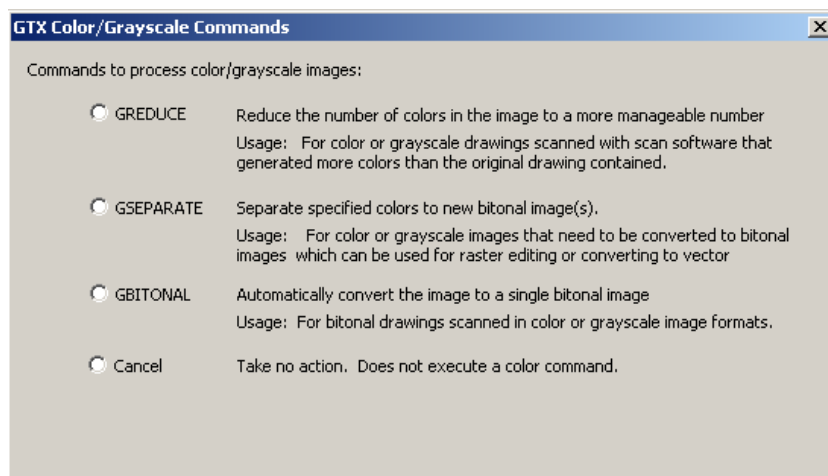 GTX Color/Grayscale Commands
Commands to process color/grayscale images:
GREDUCE Reduce the number of colors in the image to a more manageable number
Usage: For color or grayscale drawings scanned with scan software that
generated more colors than the original drawing contained.
GSEPARATE Separate specified colors to new bitonal image(s).
Usage: For color or grayscale images that need to be converted to bitonal
images which can be used for raster editing or converting to vector
GBITONAL Automatically convert the image to a single bitonal image
Usage: For bitonal drawings scanned in color or grayscale image formats.
Cancel Take no action. Does not execute a color command.